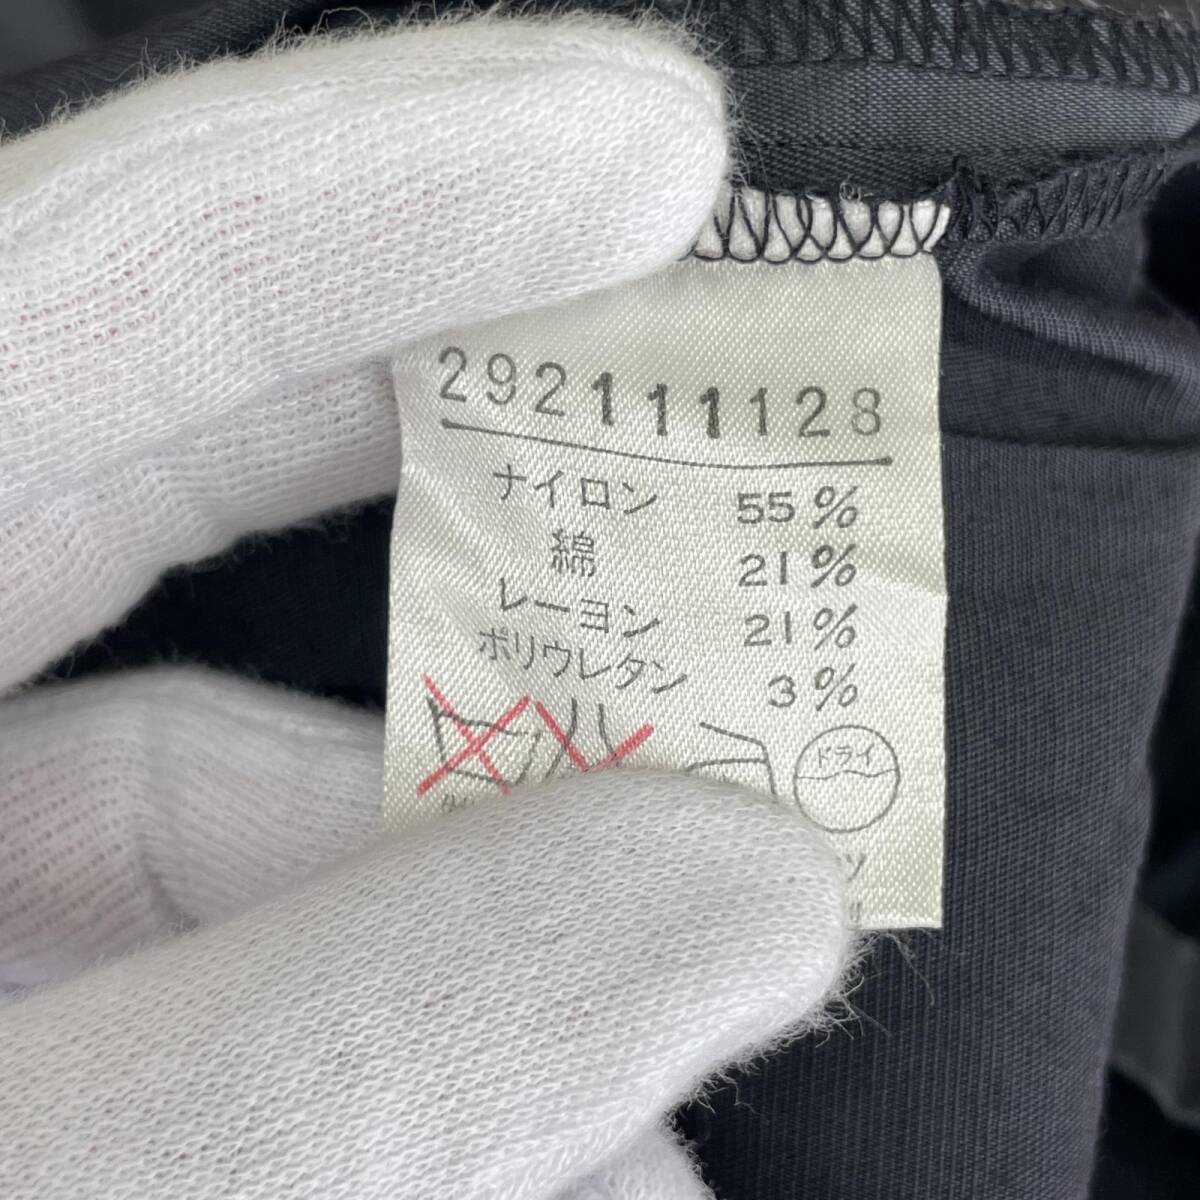 292111128
ナイロン 55%
綿 21%
レーヨン 21%
ポリウレタン 3%
ドライ